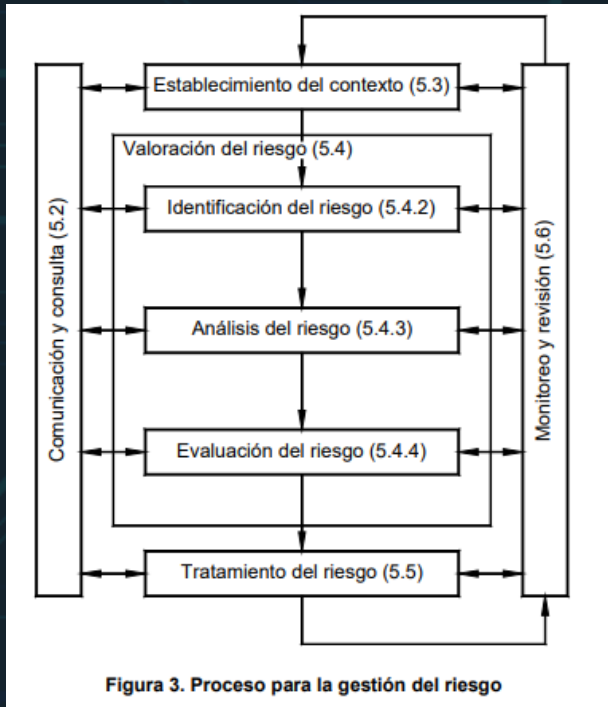 Establecimiento del contexto (5.3)
Valoración del riesgo (5.4)
Identificación del riesgo (5.4.2)
Análisis del riesgo (5.4.3)
Evaluación del riesgo (5.4.4)
Tratamiento del riesgo (5.5)
Comunicación y consulta (5.2)
Monitoreo y revisión (5.6)
Figura 3. Proceso para la gestión del riesgo